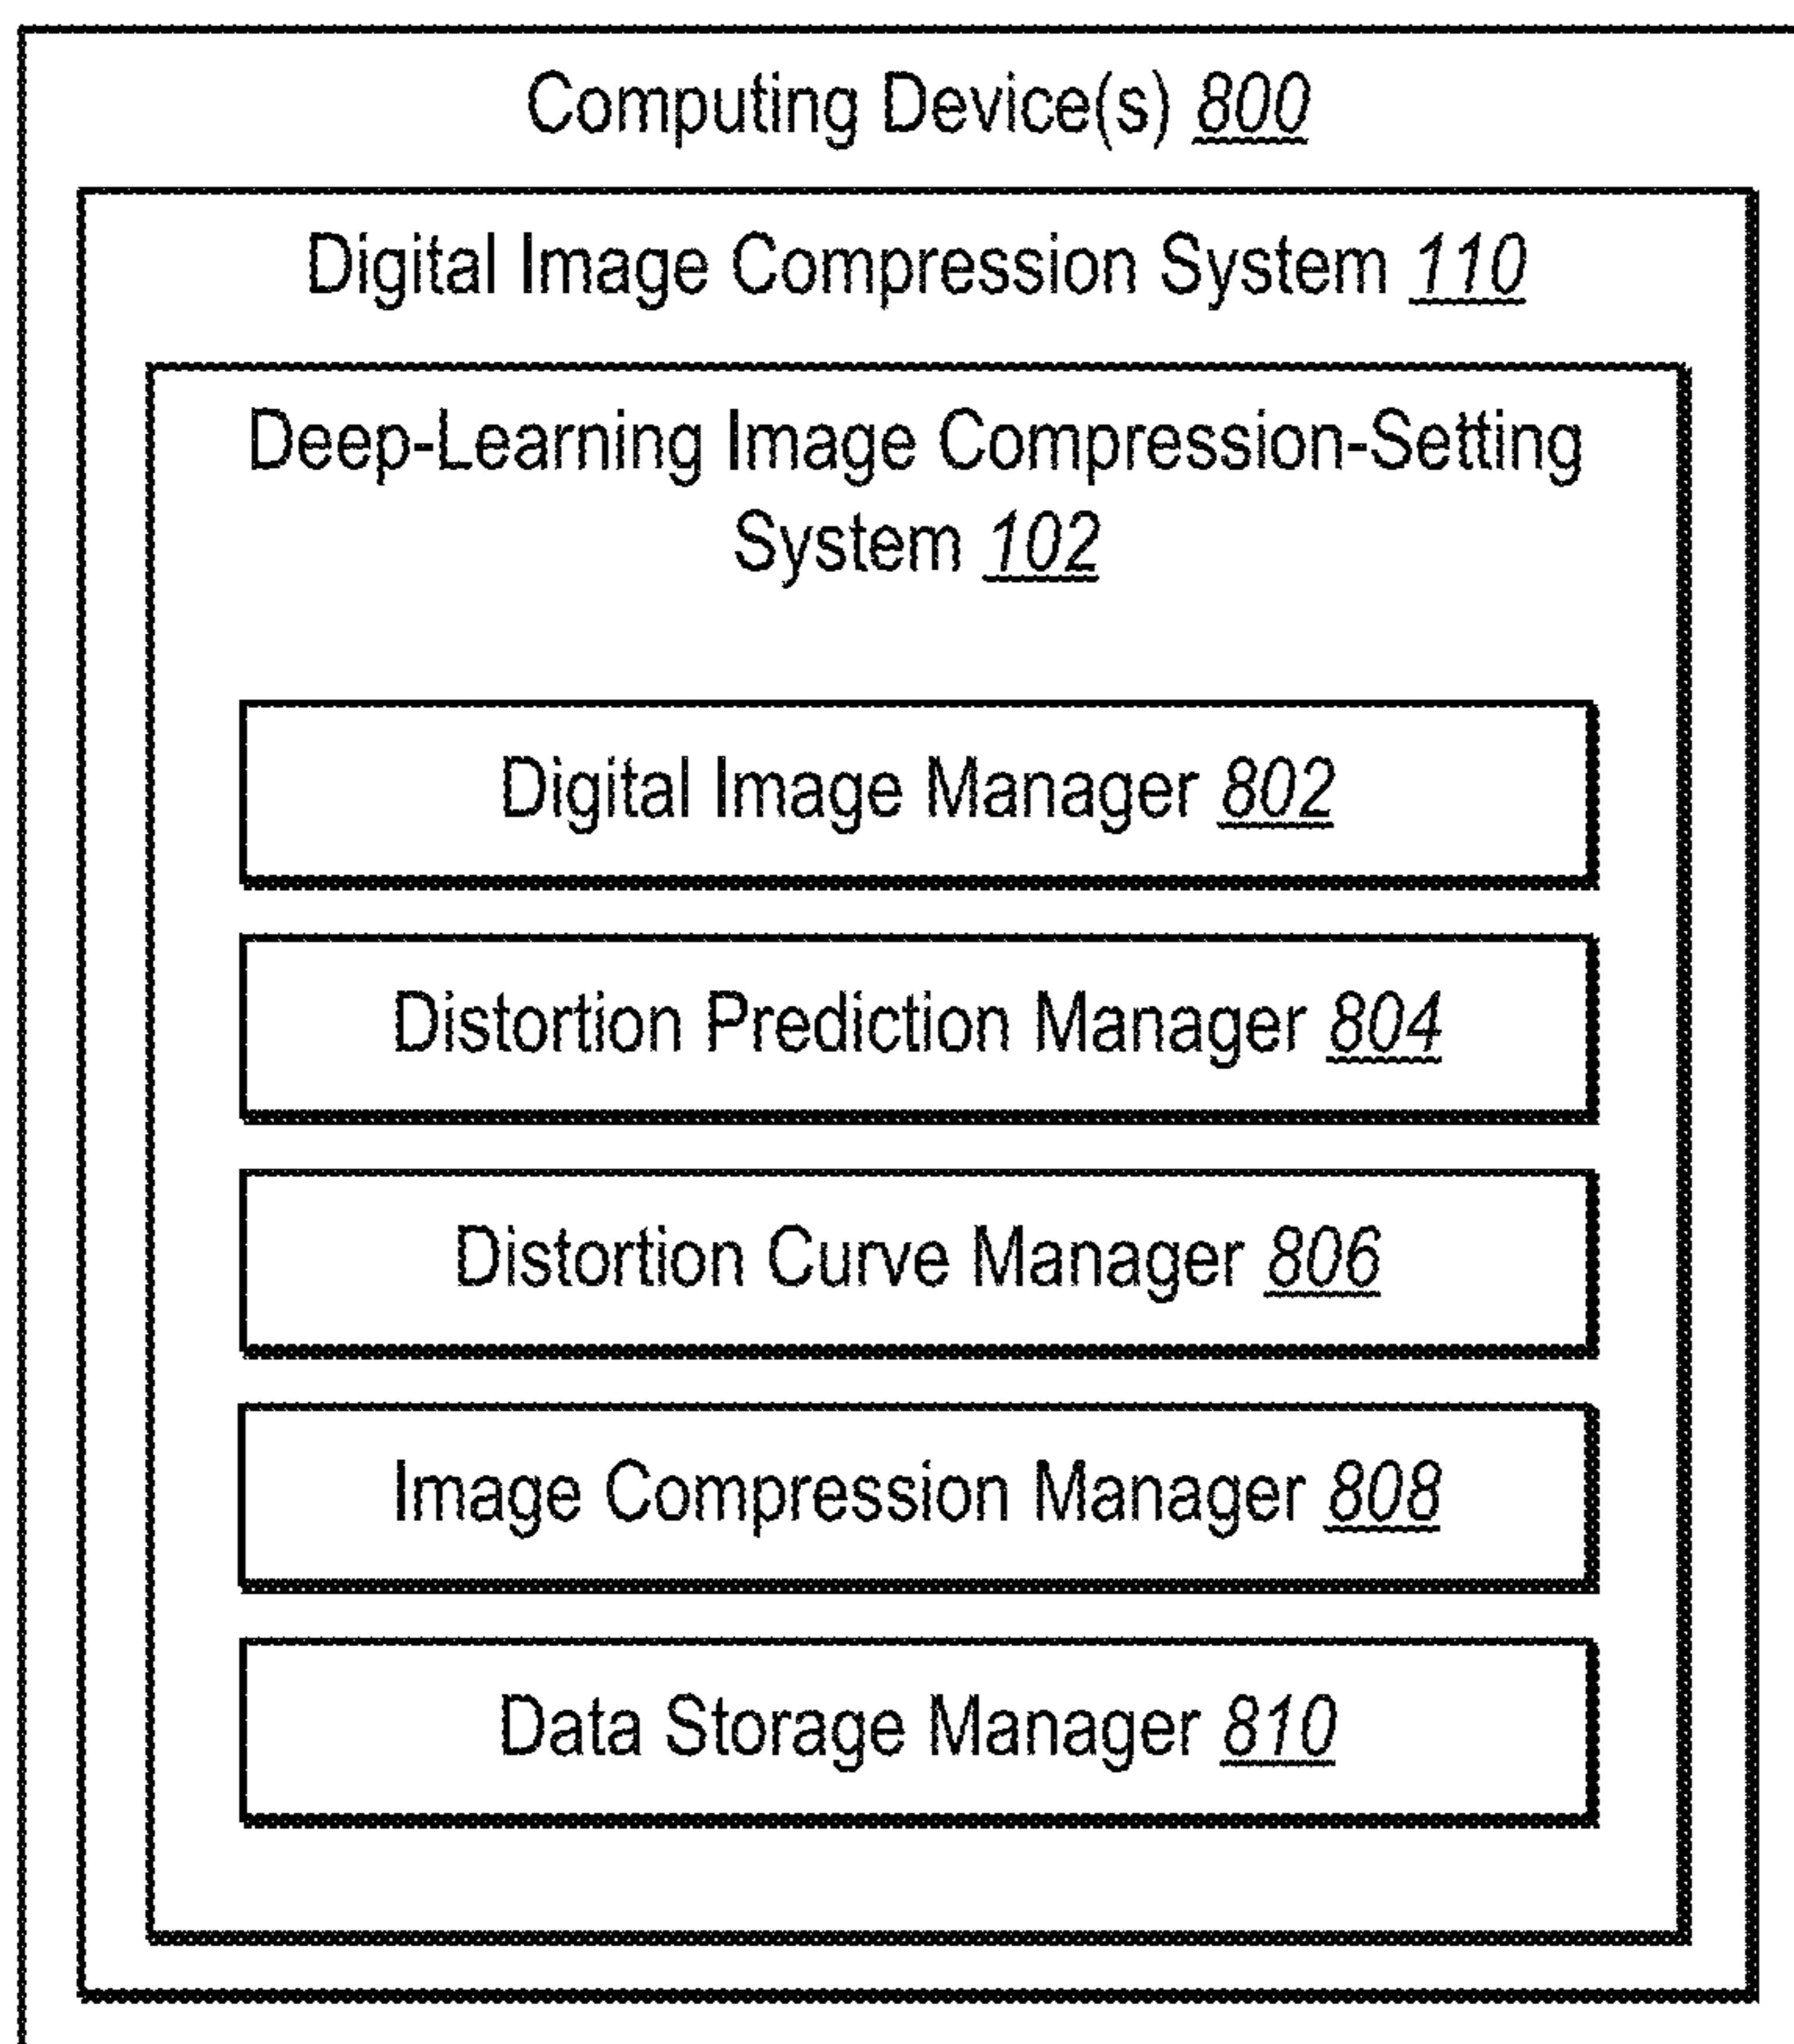 Computing Device(s) 800
Digital Image Compression System 110
Deep-Learning Image Compression-Setting
System 102
Digital Image Manager 802
Distortion Prediction Manager 804
Distortion Curve Manager 806
Image Compression Manager 808
Data Storage Manager 810